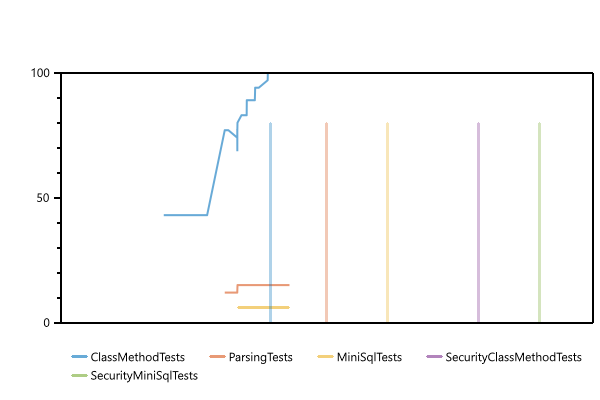 100
50
0
ClassMethodTests ParsingTests MiniSqlTests SecurityClassMethodTests
SecurityMiniSqlTests